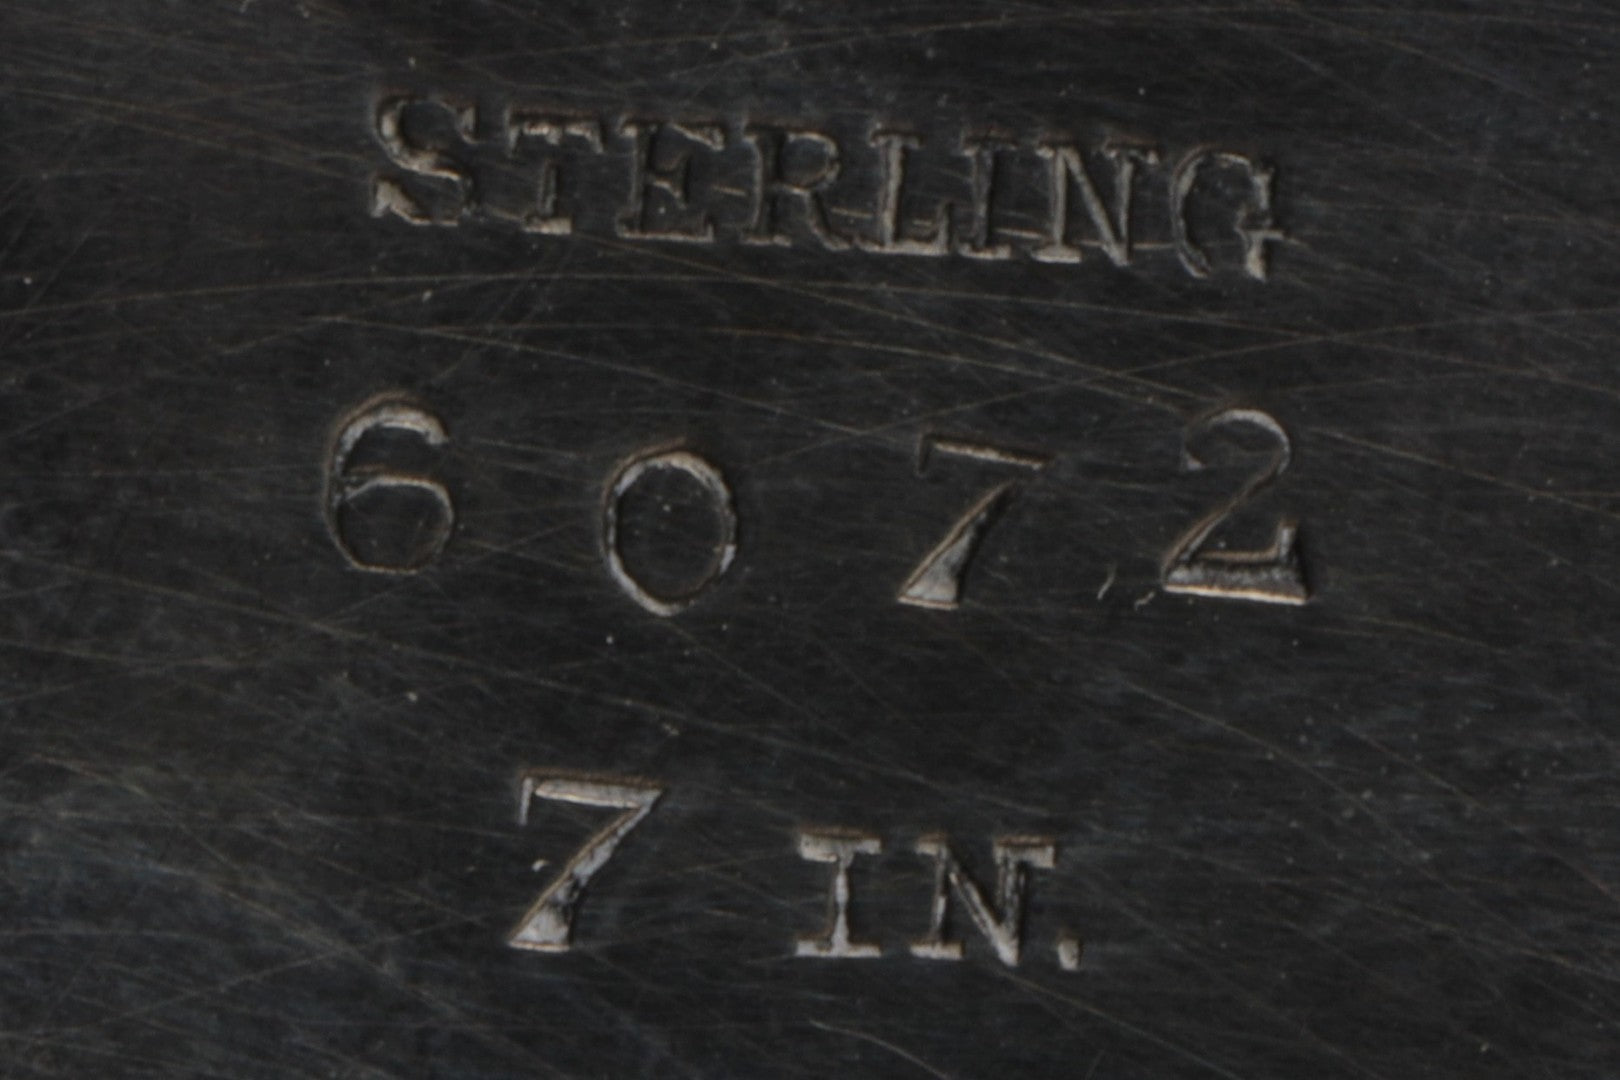 STERLING
6072
7 IN.